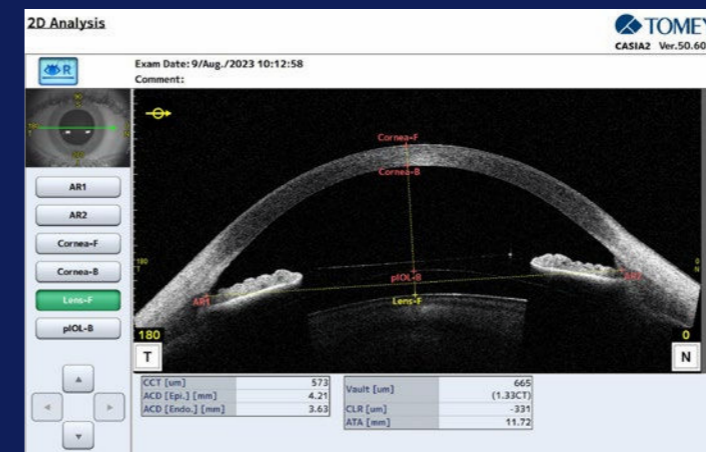 2D Analysis
TOMEY
CASIA2 Ver.50.60
R
Exam Date: 9/Aug./2023 10:12:58
Comment:
AR1
AR2
Cornea-F
Cornea-B
Lens-F
pIOL-B
Cornea-F
Cornea-B
pIOL-B
AR1
Lens-F
180
0
T
N
CCT [um] 573
ACD [Epi.] [mm] 4.21
ACD [Endo.] [mm] 3.63
Vault [um] 665
(1.33CT)
CLR [um] -331
ATA [mm] 11.72